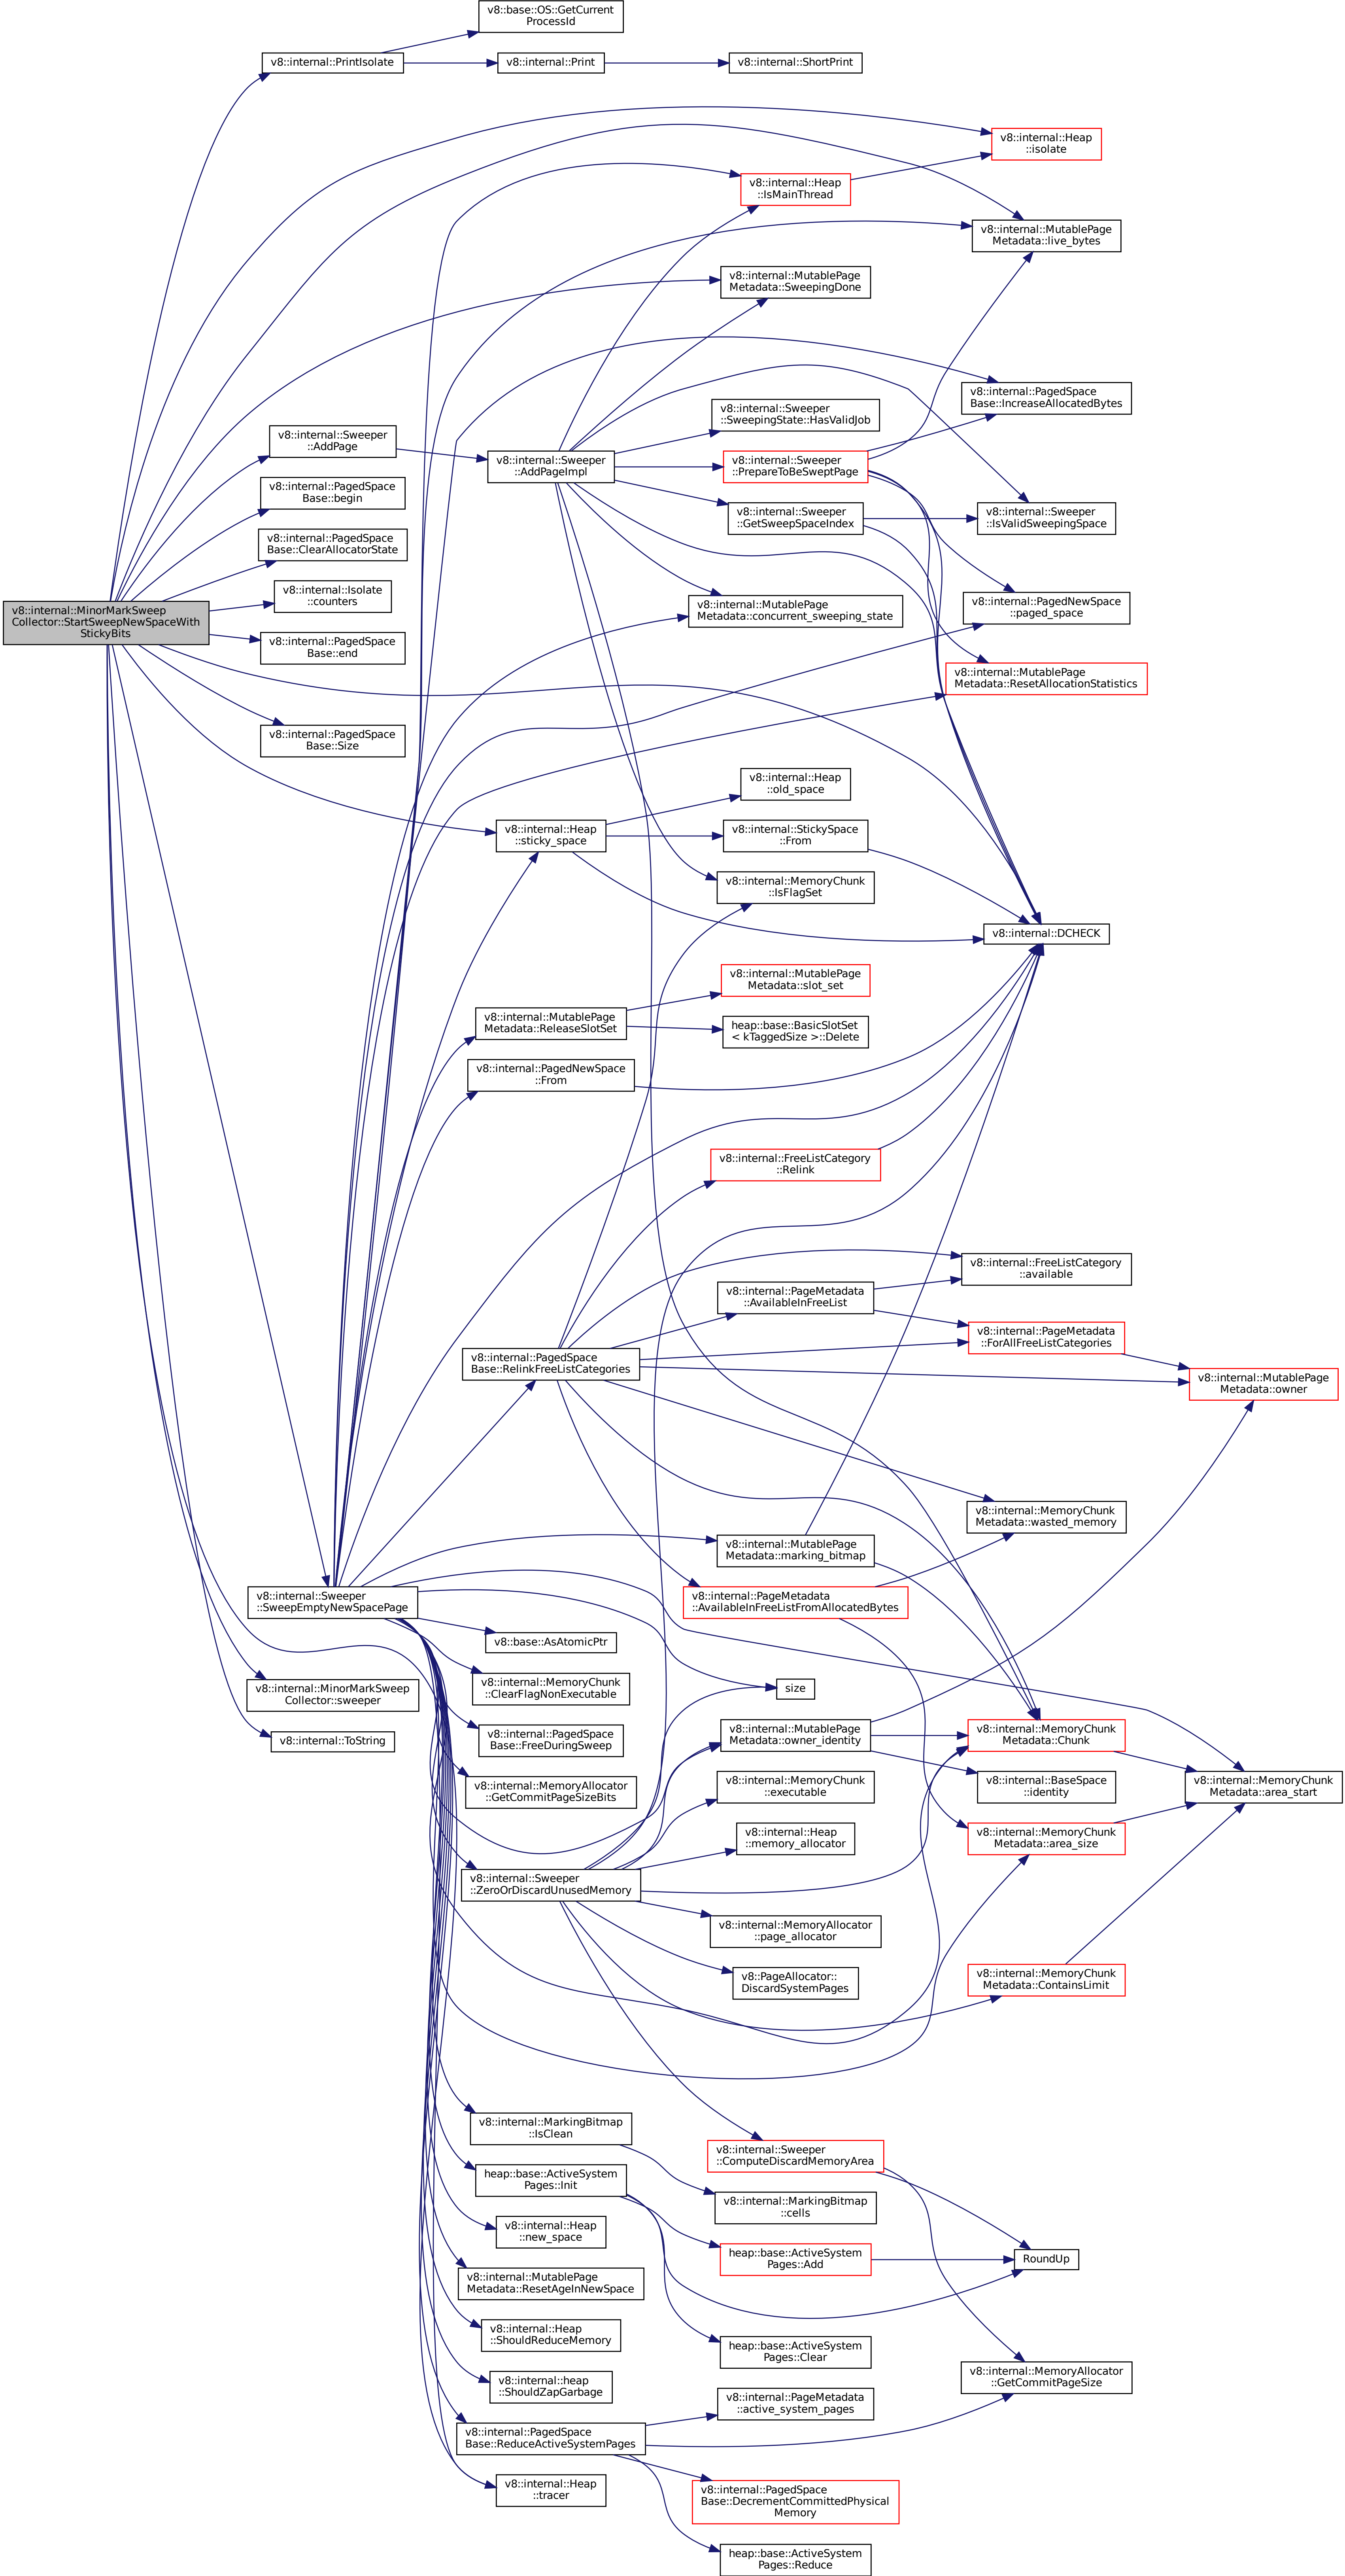 v8::base::OS::GetCurrent
ProcessId
v8::internal::PrintIsolate
v8::internal::Print
v8::internal::ShortPrint
v8::internal::Heap
::isolate
v8::internal::Heap
::IsMainThread
v8::internal::MutablePage
Metadata::live_bytes
v8::internal::MutablePage
Metadata::SweepingDone
v8::internal::PagedSpace
Base::IncreaseAllocatedBytes
v8::internal::Sweeper
::SweepingState::HasValidJob
v8::internal::Sweeper
::AddPage
v8::internal::Sweeper
::AddPageImpl
v8::internal::Sweeper
::PrepareToBeSweptPage
v8::internal::PagedSpace
Base::begin
v8::internal::Sweeper
::GetSweepSpaceIndex
v8::internal::Sweeper
::IsValidSweepingSpace
v8::internal::PagedSpace
Base::ClearAllocatorState
v8::internal::Isolate
::counters
v8::internal::MutablePage
Metadata::concurrent_sweeping_state
v8::internal::PagedNewSpace
::paged_space
v8::internal::MinorMarkSweep
Collector::StartSweepNewSpaceWith
StickyBits
v8::internal::PagedSpace
Base::end
v8::internal::MutablePage
Metadata::ResetAllocationStatistics
v8::internal::PagedSpace
Base::Size
v8::internal::Heap
::old_space
v8::internal::Heap
::sticky_space
v8::internal::StickySpace
::From
v8::internal::MemoryChunk
::IsFlagSet
v8::internal::DCHECK
v8::internal::MutablePage
Metadata::slot_set
v8::internal::MutablePage
Metadata::ReleaseSlotSet
heap::base::BasicSlotSet
< kTaggedSize >::Delete
v8::internal::PagedNewSpace
::From
v8::internal::FreeListCategory
::Relink
v8::internal::FreeListCategory
::available
v8::internal::PageMetadata
::AvailableInFreeList
v8::internal::PageMetadata
::ForAllFreeListCategories
v8::internal::PagedSpace
Base::RelinkFreeListCategories
v8::internal::MutablePage
Metadata::owner
v8::internal::MemoryChunk
Metadata::wasted_memory
v8::internal::MutablePage
Metadata::marking_bitmap
v8::internal::Sweeper
::SweepEmptyNewSpacePage
v8::internal::PageMetadata
::AvailableInFreeListFromAllocatedBytes
v8::base::AsAtomicPtr
v8::internal::MinorMarkSweep
Collector::sweeper
v8::internal::MemoryChunk
::ClearFlagNonExecutable
size
v8::internal::ToString
v8::internal::PagedSpace
Base::FreeDuringSweep
v8::internal::MutablePage
Metadata::owner_identity
v8::internal::MemoryChunk
Metadata::Chunk
v8::internal::MemoryAllocator
::GetCommitPageSizeBits
v8::internal::MemoryChunk
::executable
v8::internal::BaseSpace
::identity
v8::internal::MemoryChunk
Metadata::area_start
v8::internal::Heap
::memory_allocator
v8::internal::MemoryChunk
Metadata::area_size
v8::internal::Sweeper
::ZeroOrDiscardUnusedMemory
v8::internal::MemoryAllocator
::page_allocator
v8::PageAllocator::
DiscardSystemPages
v8::internal::MemoryChunk
Metadata::ContainsLimit
v8::internal::MarkingBitmap
::IsClean
v8::internal::Sweeper
::ComputeDiscardMemoryArea
heap::base::ActiveSystem
Pages::Init
v8::internal::MarkingBitmap
::cells
v8::internal::Heap
::new_space
heap::base::ActiveSystem
Pages::Add
RoundUp
v8::internal::MutablePage
Metadata::ResetAgeInNewSpace
v8::internal::Heap
::ShouldReduceMemory
heap::base::ActiveSystem
Pages::Clear
v8::internal::heap
::ShouldZapGarbage
v8::internal::MemoryAllocator
::GetCommitPageSize
v8::internal::PageMetadata
::active_system_pages
v8::internal::PagedSpace
Base::ReduceActiveSystemPages
v8::internal::Heap
::tracer
v8::internal::PagedSpace
Base::DecrementCommittedPhysical
Memory
heap::base::ActiveSystem
Pages::Reduce